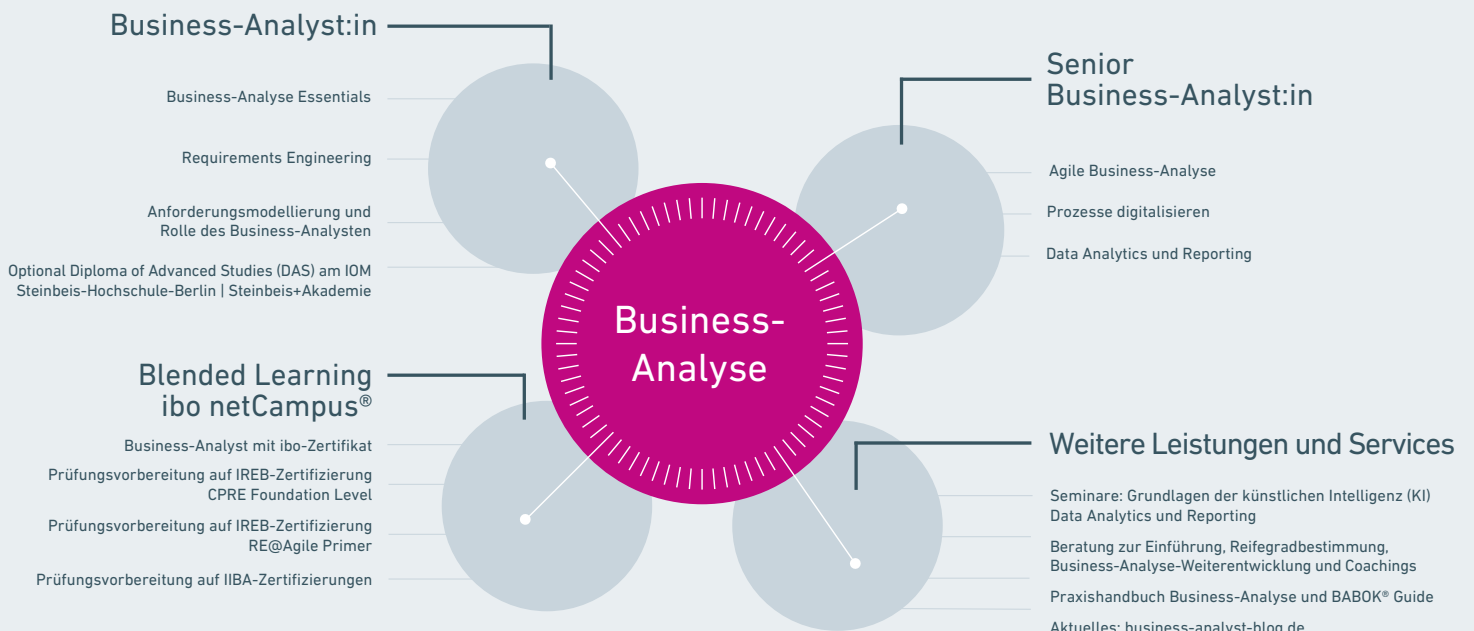 Business-Analyst:in
Business-Analyse Essentials
Requirements Engineering
Anforderungsmodellierung und
Rolle des Business-Analysten
Optional Diploma of Advanced Studies (DAS) am IOM
Steinbeis-Hochschule-Berlin | Steinbeis+Akademie
Senior
Business-Analyst:in
Agile Business-Analyse
Prozesse digitalisieren
Data Analytics und Reporting
Business-
Analyse
Blended Learning
ibo netCampus®
Business-Analyst mit ibo-Zertifikat
Prüfungsvorbereitung auf IREB-Zertifizierung
CPRE Foundation Level
Prüfungsvorbereitung auf IREB-Zertifizierung
RE@Agile Primer
Prüfungsvorbereitung auf IIBA-Zertifizierungen
Weitere Leistungen und Services
Seminare: Grundlagen der künstlichen Intelligenz (KI)
Data Analytics und Reporting
Beratung zur Einführung, Reifegradbestimmung,
Business-Analyse-Weiterentwicklung und Coachings
Praxishandbuch Business-Analyse und BABOK® Guide
Aktuelles: business-analyst-blog.de